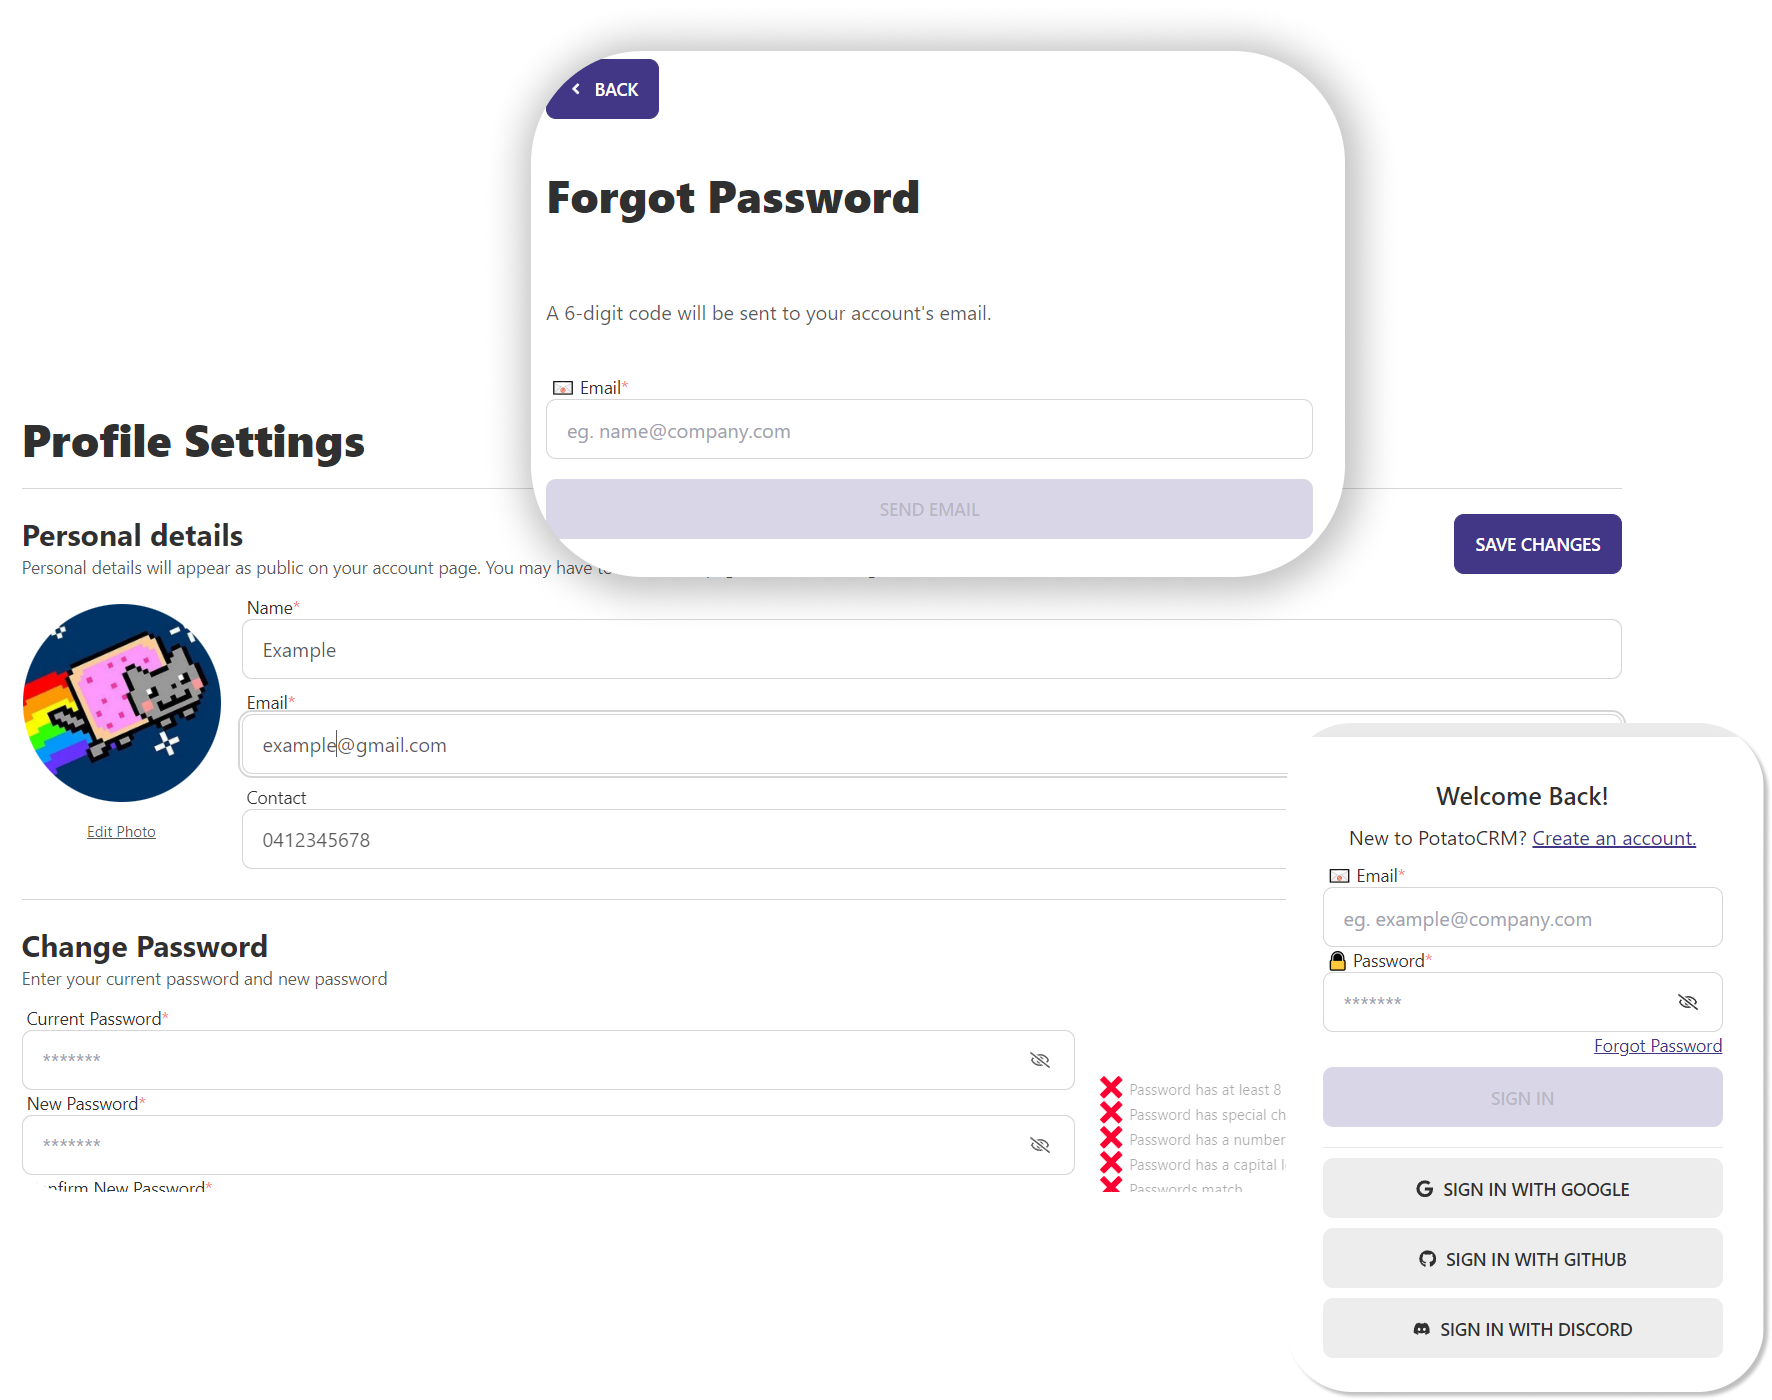 BACK
Forgot Password
A 6-digit code will be sent to your account's email.
Email*
eg. name@company.com
SEND EMAIL
Profile Settings
Personal details
Personal details will appear as public on your account page. You may have to
SAVE CHANGES
Name*
Example
Email*
example@gmail.com
Contact
0412345678
Edit Photo
Change Password
Enter your current password and new password
Current Password*
*******
New Password*
*******
nfirm New Password*
Password has at least 8
Password has special ch
Password has a number
Password has a capital l
Passwords match
Welcome Back!
New to PotatoCRM? Create an account.
Email*
eg. example@company.com
Password*
*******
Forgot Password
SIGN IN
SIGN IN WITH GOOGLE
SIGN IN WITH GITHUB
SIGN IN WITH DISCORD